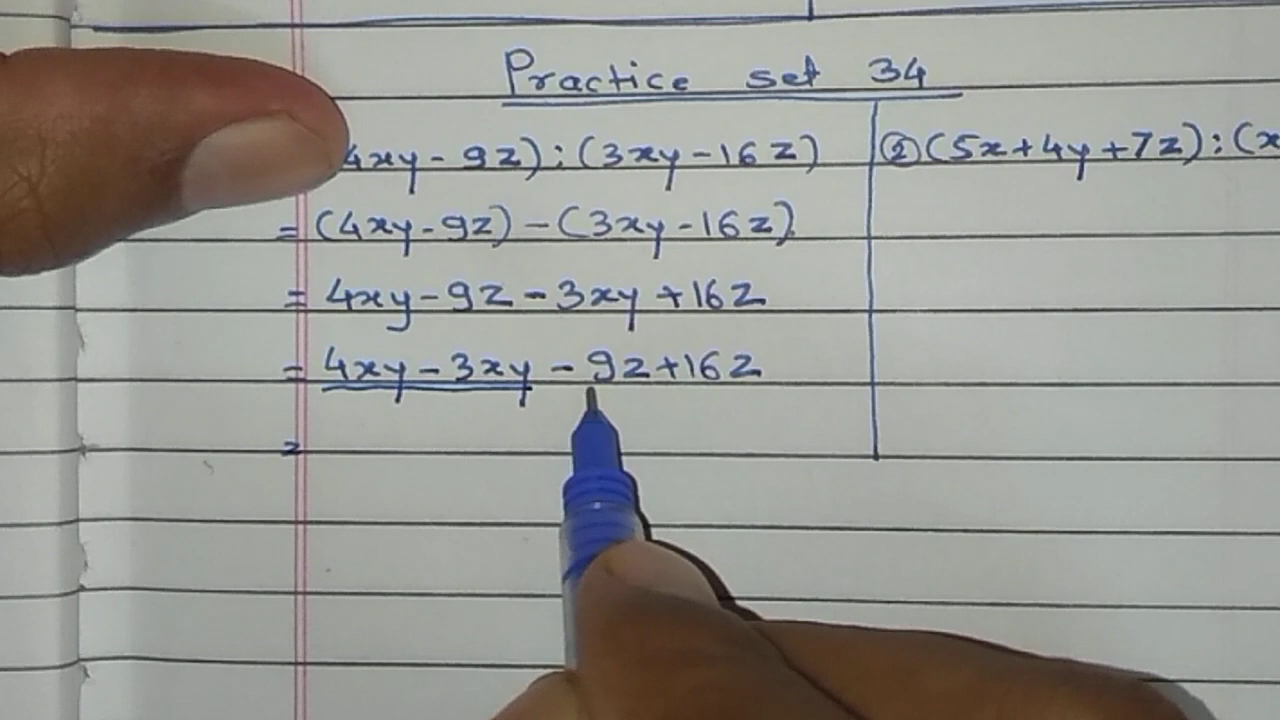 Practice set 34
4xy-9z);(3xy-16z)
=(4xy-9z)-(3xy-16z)
= 4xy-9z-3xy+16z
= 4xy-3xy-9z+16z
=
②(5x+4y+7z);(x